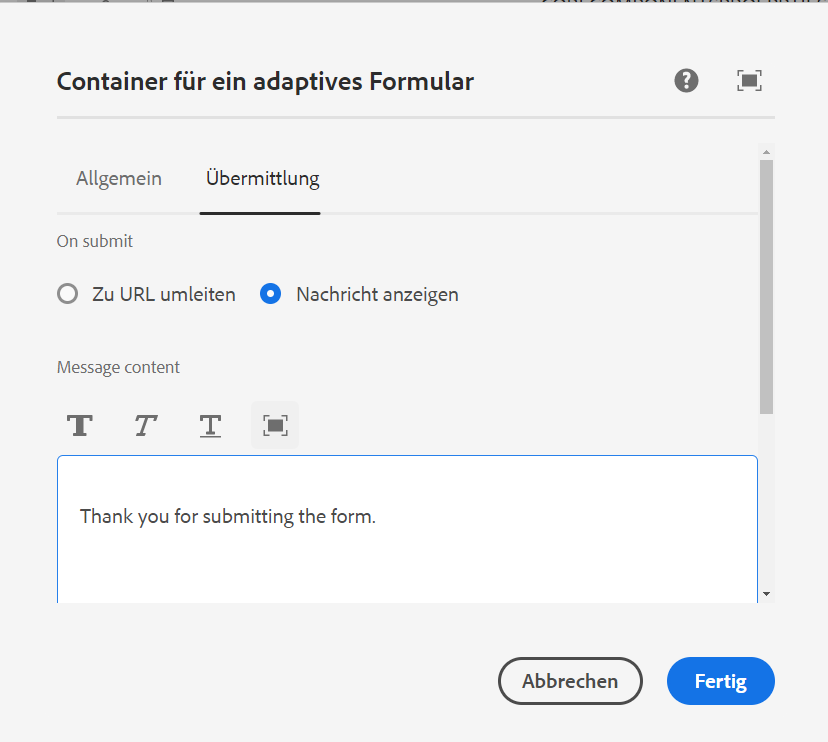 Container für ein adaptives Formular
Allgemein Übermittlung
On submit
Zu URL umleiten Nachricht anzeigen
Message content
T T T
Thank you for submitting the form.
Abbrechen Fertig